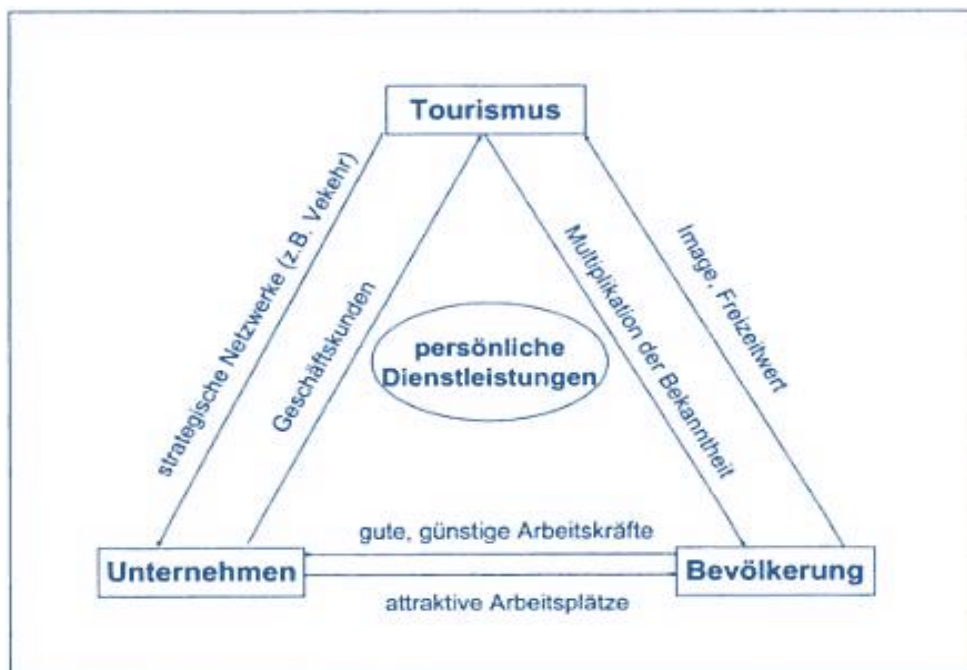 Tourismus
strategische Netzwerke (z.B. Vekehr)
Geschäftskunden
Multiplikation der Bekanntheit
Image, Freizeitwert
persönliche
Dienstleistungen
gute, günstige Arbeitskräfte
Unternehmen
Bevölkerung
attraktive Arbeitsplätze